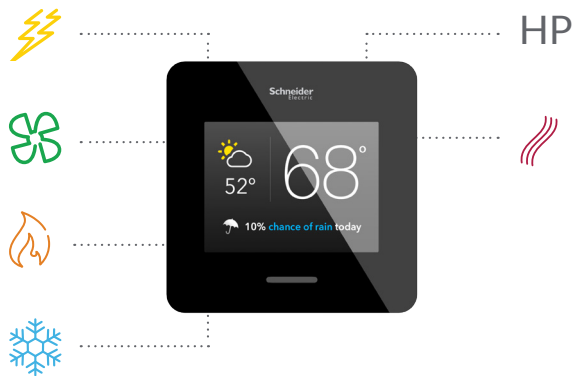 HP
Schneider
Electric
68°
52°
10% chance of rain today